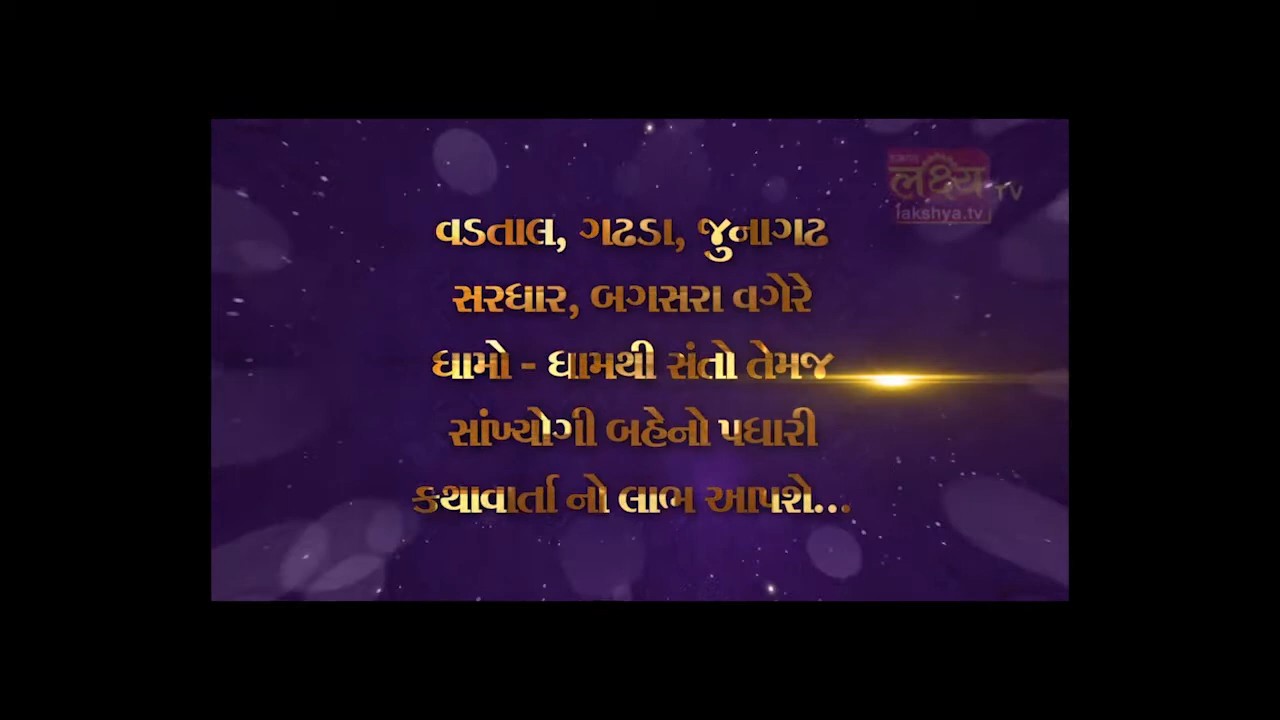 લક્ષ્ય TV
lakshya.tv
વડતાલ, ગઢડા, જુનાગઢ
સરધાર, બગસરા વગેરે
ધામો - ધામથી સંતો તેમજ
સાંખ્યોગી બહેનો પધારી
કથાવાર્તા નો લાભ આપશે...